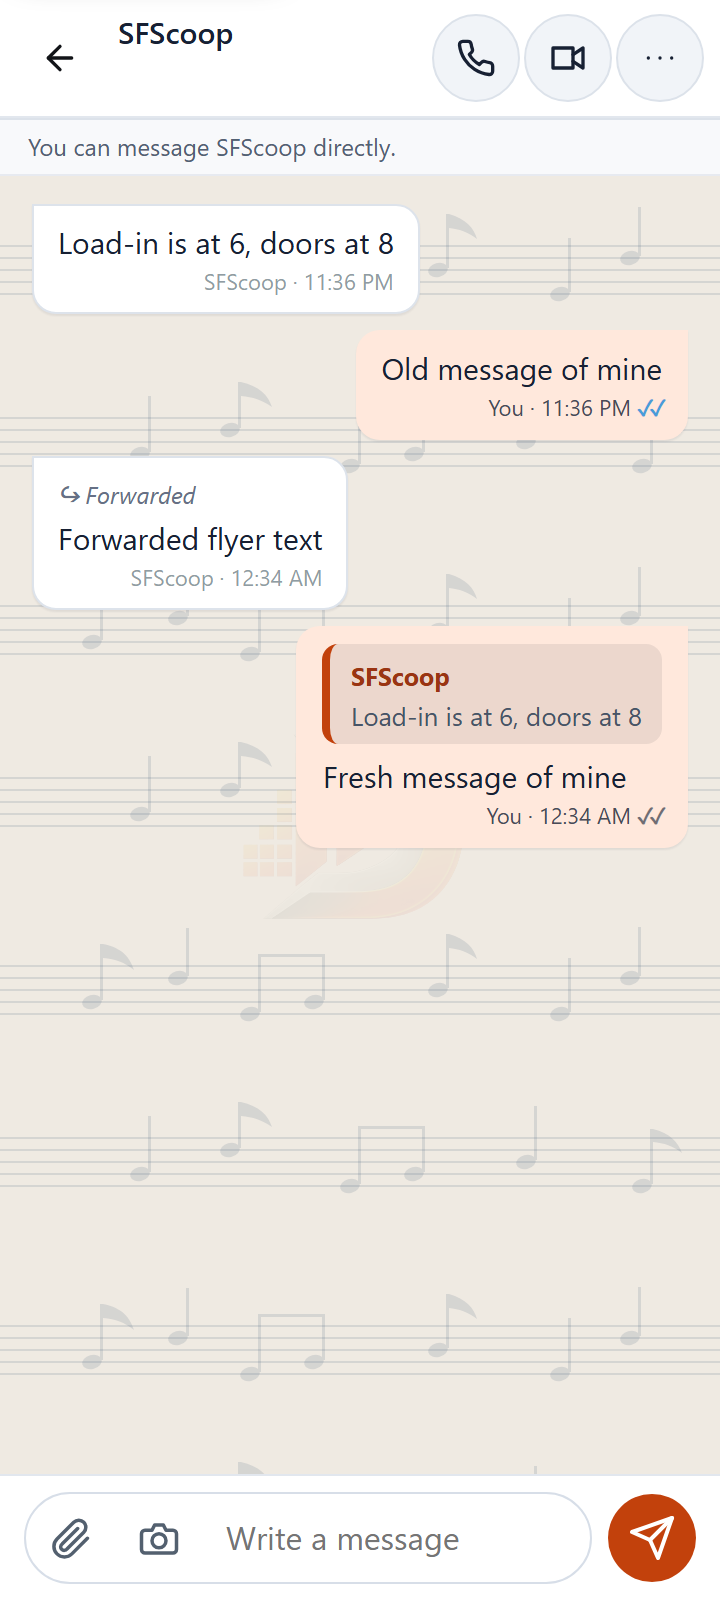 SFScoop
You can message SFScoop directly.
Load-in is at 6, doors at 8
SFScoop · 11:36 PM
Old message of mine
You · 11:36 PM
Forwarded
Forwarded flyer text
SFScoop · 12:34 AM
SFScoop
Load-in is at 6, doors at 8
Fresh message of mine
You · 12:34 AM
Write a message